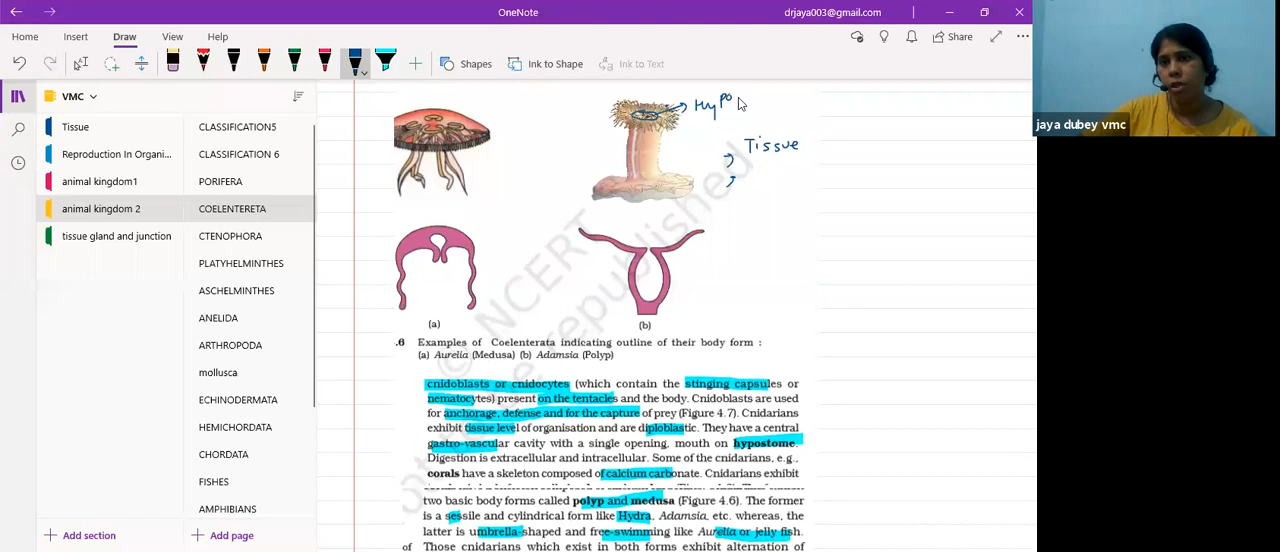 OneNote
drjaya003@gmail.com
Home
Insert
Draw
View
Help
Share
Shapes
Ink to Shape
Ink to Text
VMC
Tissue
Reproduction In Organi...
animal kingdom1
animal kingdom 2
tissue gland and junction
CLASSIFICATION5
CLASSIFICATION 6
PORIFERA
COELENTERETA
CTENOPHORA
PLATYHELMINTHES
ASCHELMINTHES
ANELIDA
ARTHROPODA
mollusca
ECHINODERMATA
HEMICHORDATA
CHORDATA
FISHES
AMPHIBIANS
Add section
Add page
Hypo
Tissue
(a)
(b)
.6 Examples of Coelenterata indicating outline of their body form :
(a) Aurelia (Medusa) (b) Adamsia (Polyp)
cnidoblasts or cnidocytes (which contain the stinging capsules or
nematocytes) present on the tentacles and the body. Cnidoblasts are used
for anchorage, defense and for the capture of prey (Figure 4.7). Cnidarians
exhibit tissue level of organisation and are diploblastic. They have a central
gastro-vascular cavity with a single opening, mouth on hypostome.
Digestion is extracellular and intracellular. Some of the cnidarians, e.g.,
corals have a skeleton composed of calcium carbonate. Cnidarians exhibit
two basic body forms called polyp and medusa (Figure 4.6). The former
is a sessile and cylindrical form like Hydra, Adamsia, etc. whereas, the
latter is umbrella-shaped and free-swimming like Aurelia or jelly fish.
of Those cnidarians which exist in both forms exhibit alternation of
© NCERT
not to be republished
jaya dubey vmc